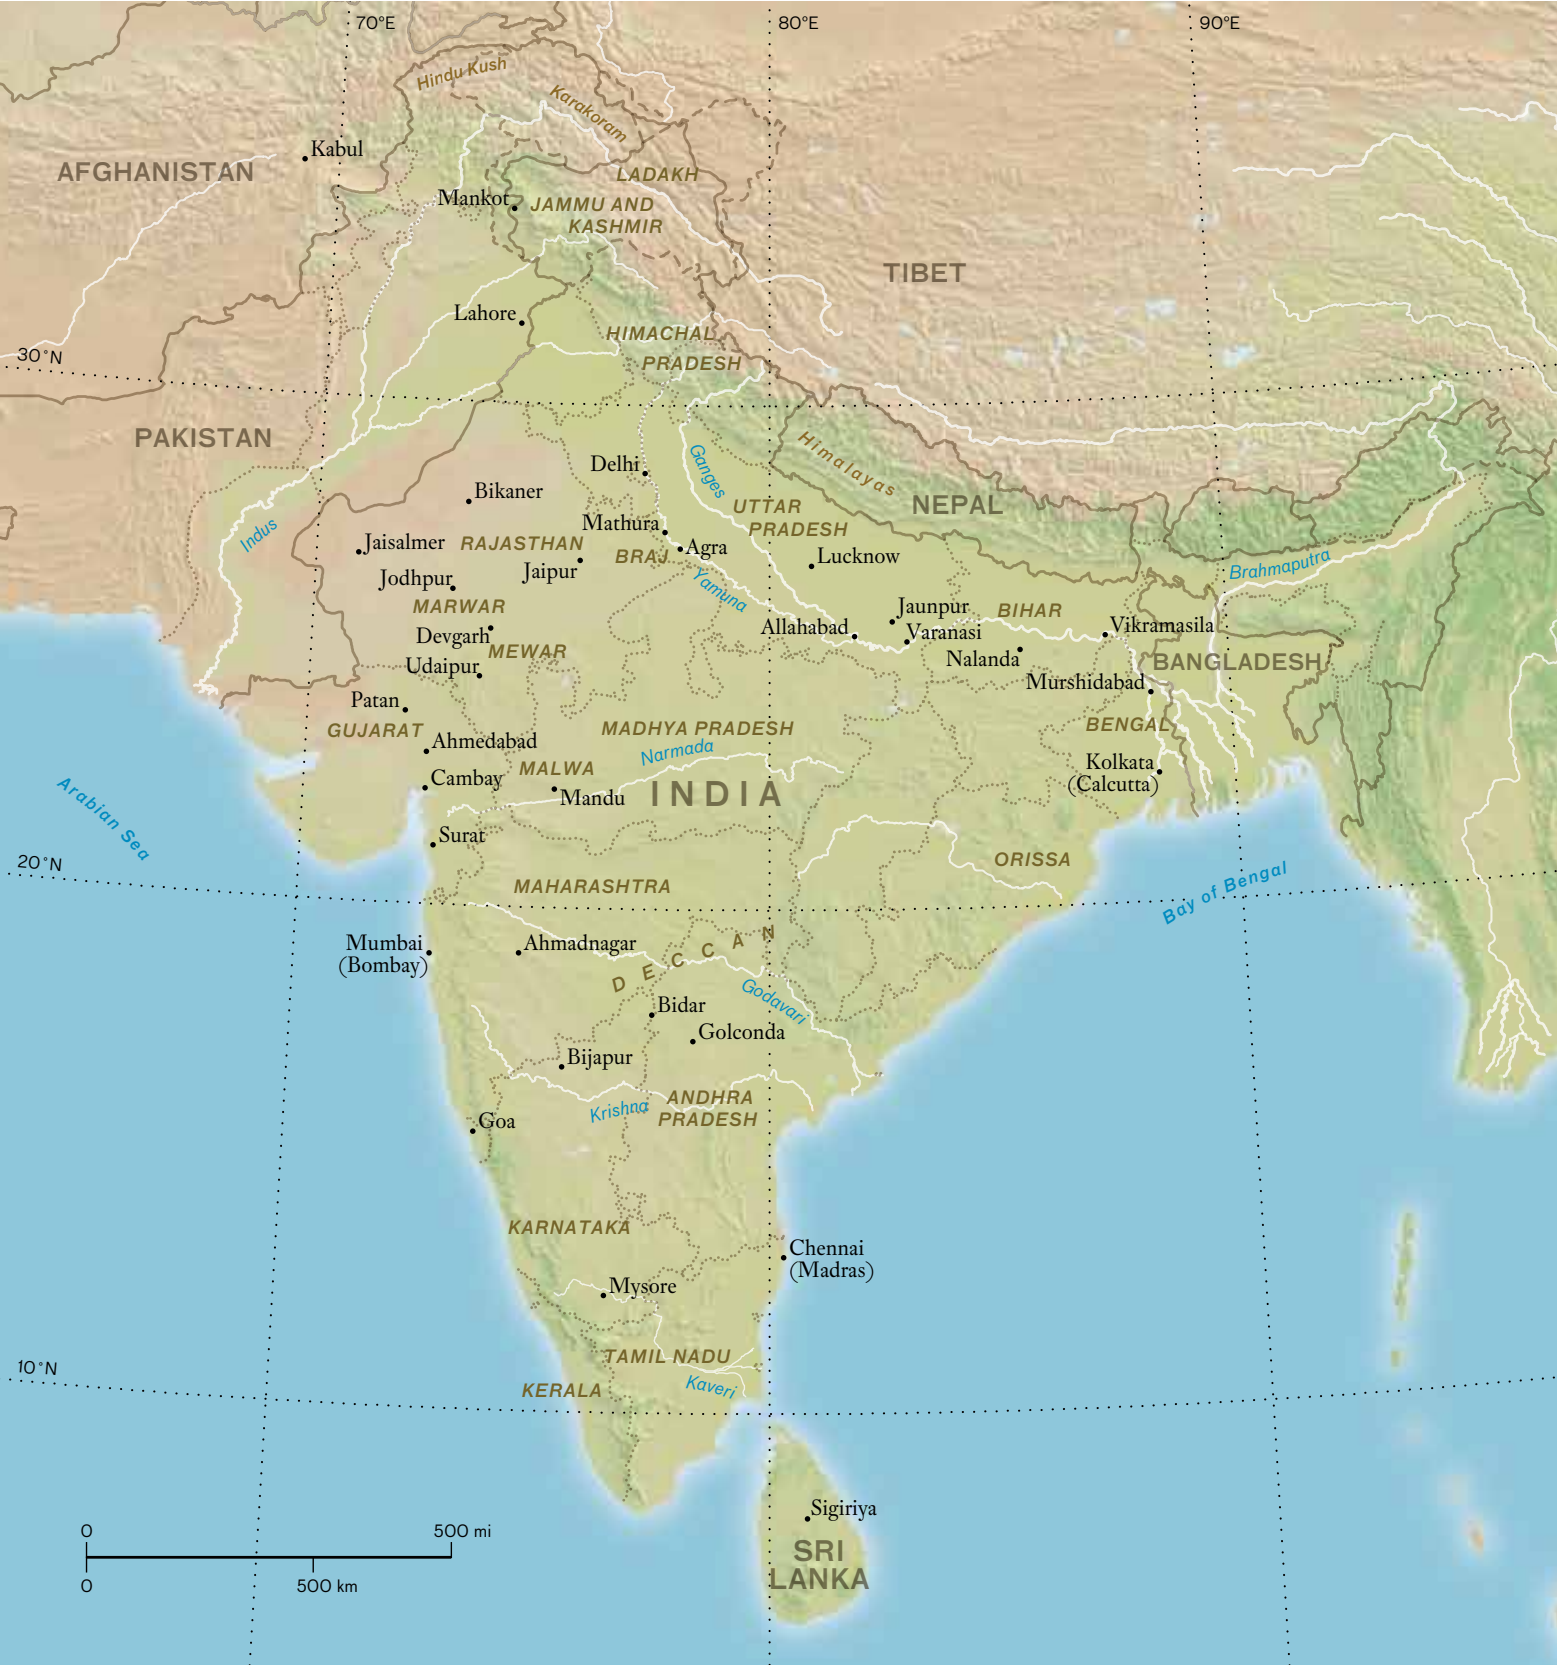 70°E
80°E
90°E
Hindu Kush
Karakoram
Kabul
AFGHANISTAN
LADAKH
Mankot
JAMMU AND
KASHMIR
TIBET
Lahore
HIMACHAL
PRADESH
30°N
PAKISTAN
Delhi
Ganges
Himalayas
Bikaner
UTTAR
PRADESH
NEPAL
Indus
Mathura
Jaisalmer
RAJASTHAN
BRAJ
Agra
Lucknow
Brahmaputra
Jodhpur
Jaipur
Yamuna
MARWAR
Jaunpur
BIHAR
Devgarh
Allahabad
Varanasi
Vikramasila
MEWAR
Nalanda
BANGLADESH
Udaipur
Murshidabad
Patan
GUJARAT
MADHYA PRADESH
BENGAL
Ahmedabad
Narmada
Cambay
MALWA
Kolkata
(Calcutta)
Mandu
INDIA
Arabian Sea
Surat
20°N
ORISSA
MAHARASHTRA
Bay of Bengal
Mumbai
(Bombay)
Ahmadnagar
DECCAN
Godavari
Bidar
Golconda
Bijapur
Krishna
ANDHRA
PRADESH
Goa
KARNATAKA
Chennai
(Madras)
Mysore
TAMIL NADU
10°N
KERALA
Kaveri
Sigiriya
SRI
LANKA
0
500 mi
0
500 km